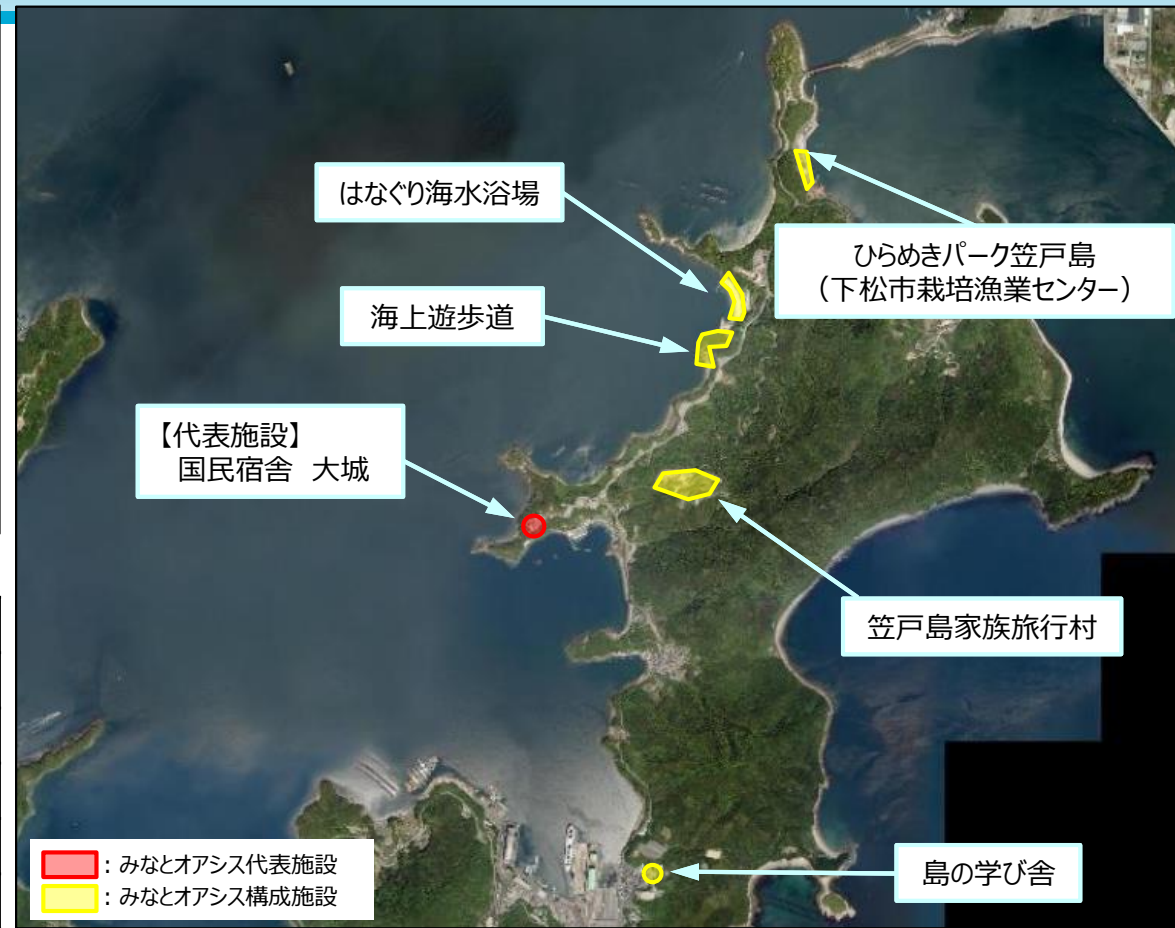 はなぐり海水浴場
ひらめきパーク笠戸島
（下松市栽培漁業センター）
海上遊歩道
【代表施設】
国民宿舎　大城
笠戸島家族旅行村
島の学び舎
：みなとオアシス代表施設
：みなとオアシス構成施設